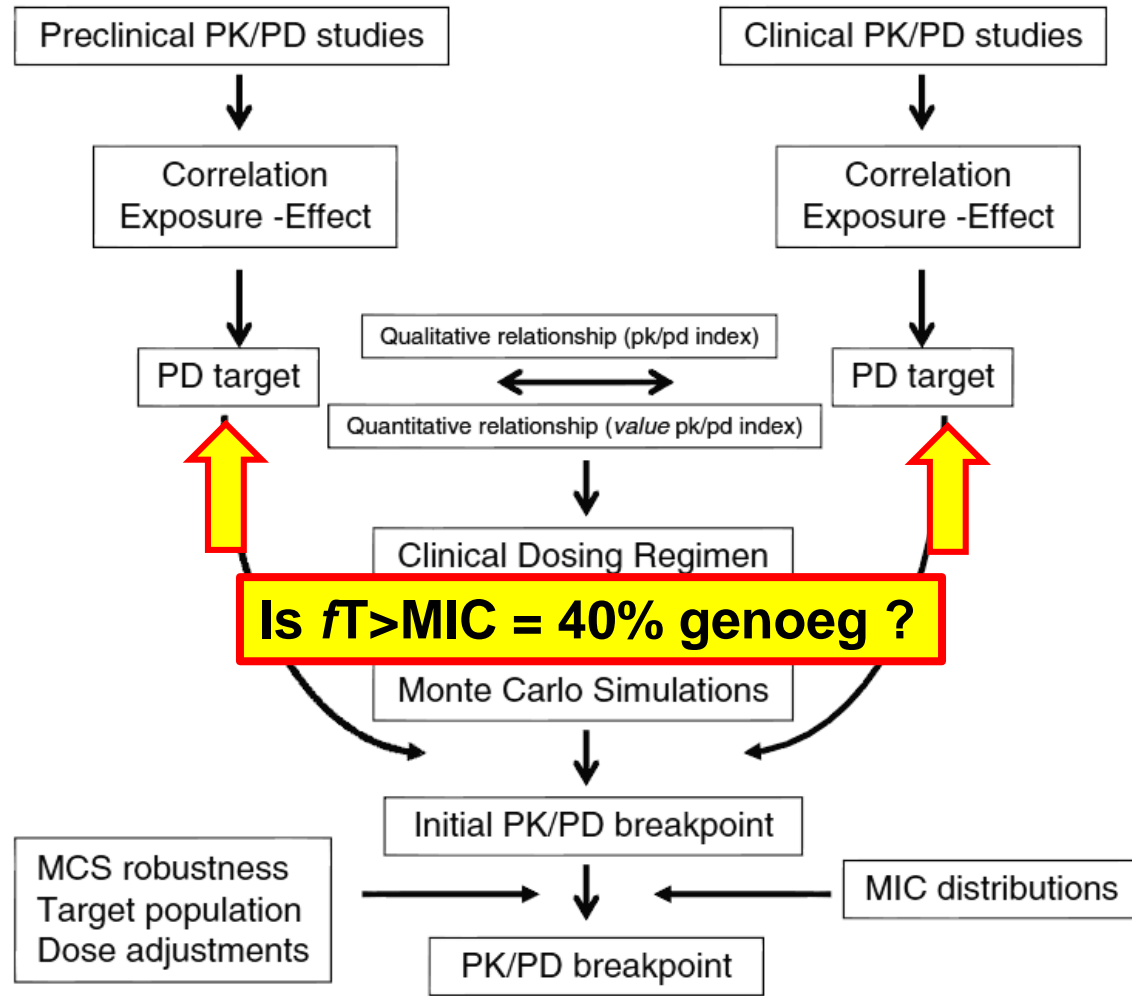 Preclinical PK/PD studies
Clinical PK/PD studies
Correlation
Exposure -Effect
Correlation
Exposure -Effect
Qualitative relationship (pk/pd index)
PD target
PD target
Quantitative relationship (value pk/pd index)
Clinical Dosing Regimen
Is fT>MIC = 40% genoeg ?
Monte Carlo Simulations
Initial PK/PD breakpoint
MCS robustness
Target population
Dose adjustments
MIC distributions
PK/PD breakpoint